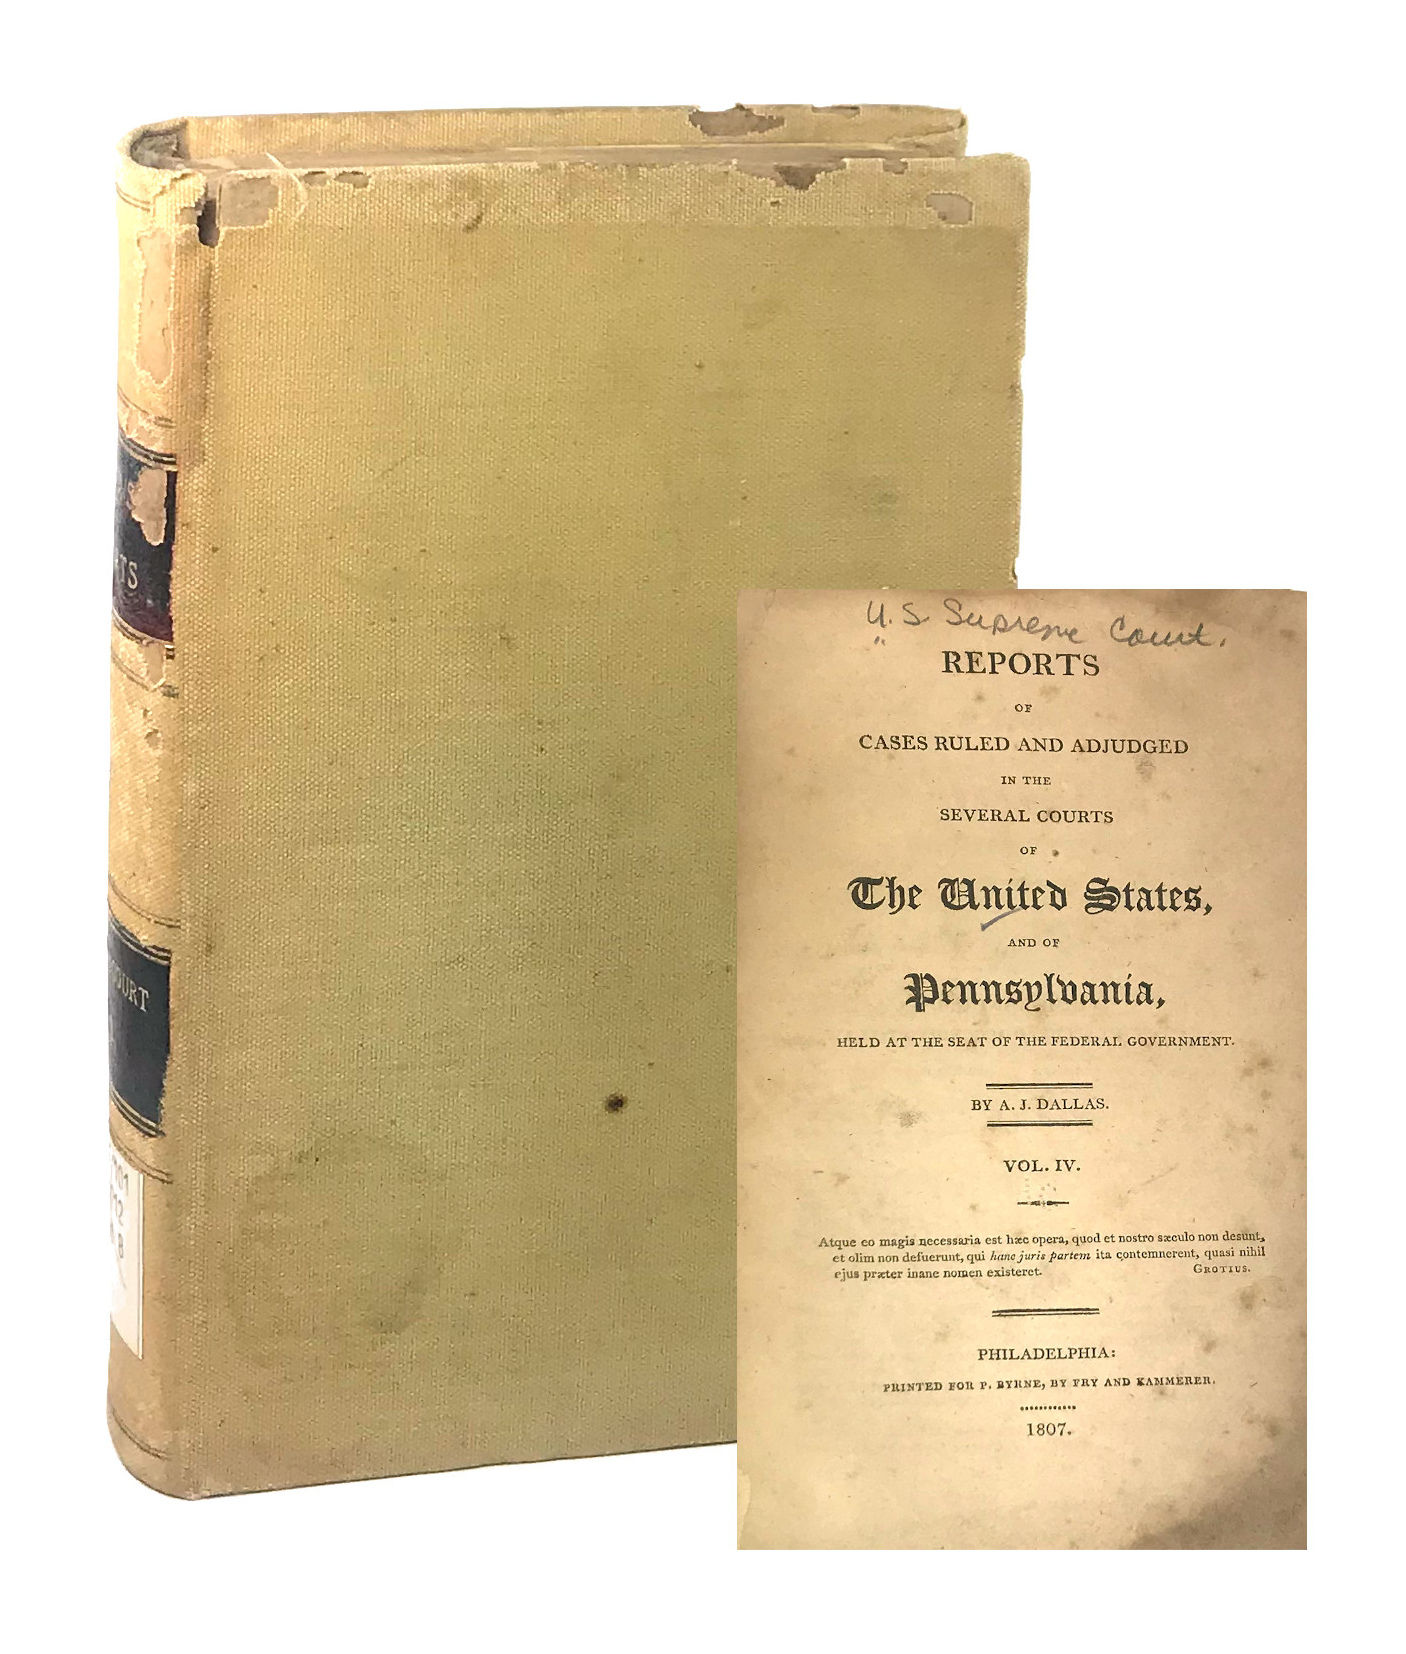 TS
COURT
U. S. Supreme Court.
"
REPORTS
OF
CASES RULED AND ADJUDGED
IN THE
SEVERAL COURTS
OF
The United States,
AND OF
Pennsylvania,
HELD AT THE SEAT OF THE FEDERAL GOVERNMENT.
BY A. J. DALLAS.
VOL. IV.
Atque eo magis necessaria est hæc opera, quod et nostro sæculo non desunt,
et olim non defuerunt, qui hanc juris partem ita contemnerent, quasi nihil
ejus præter inane nomen existeret. GROTIUS.
PHILADELPHIA:
PRINTED FOR P. BYRNE, BY FRY AND KAMMERER.
1807.